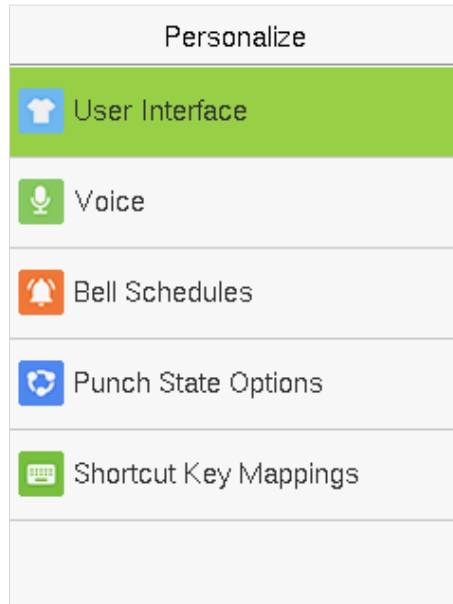 Personalize
User Interface
Voice
Bell Schedules
Punch State Options
Shortcut Key Mappings